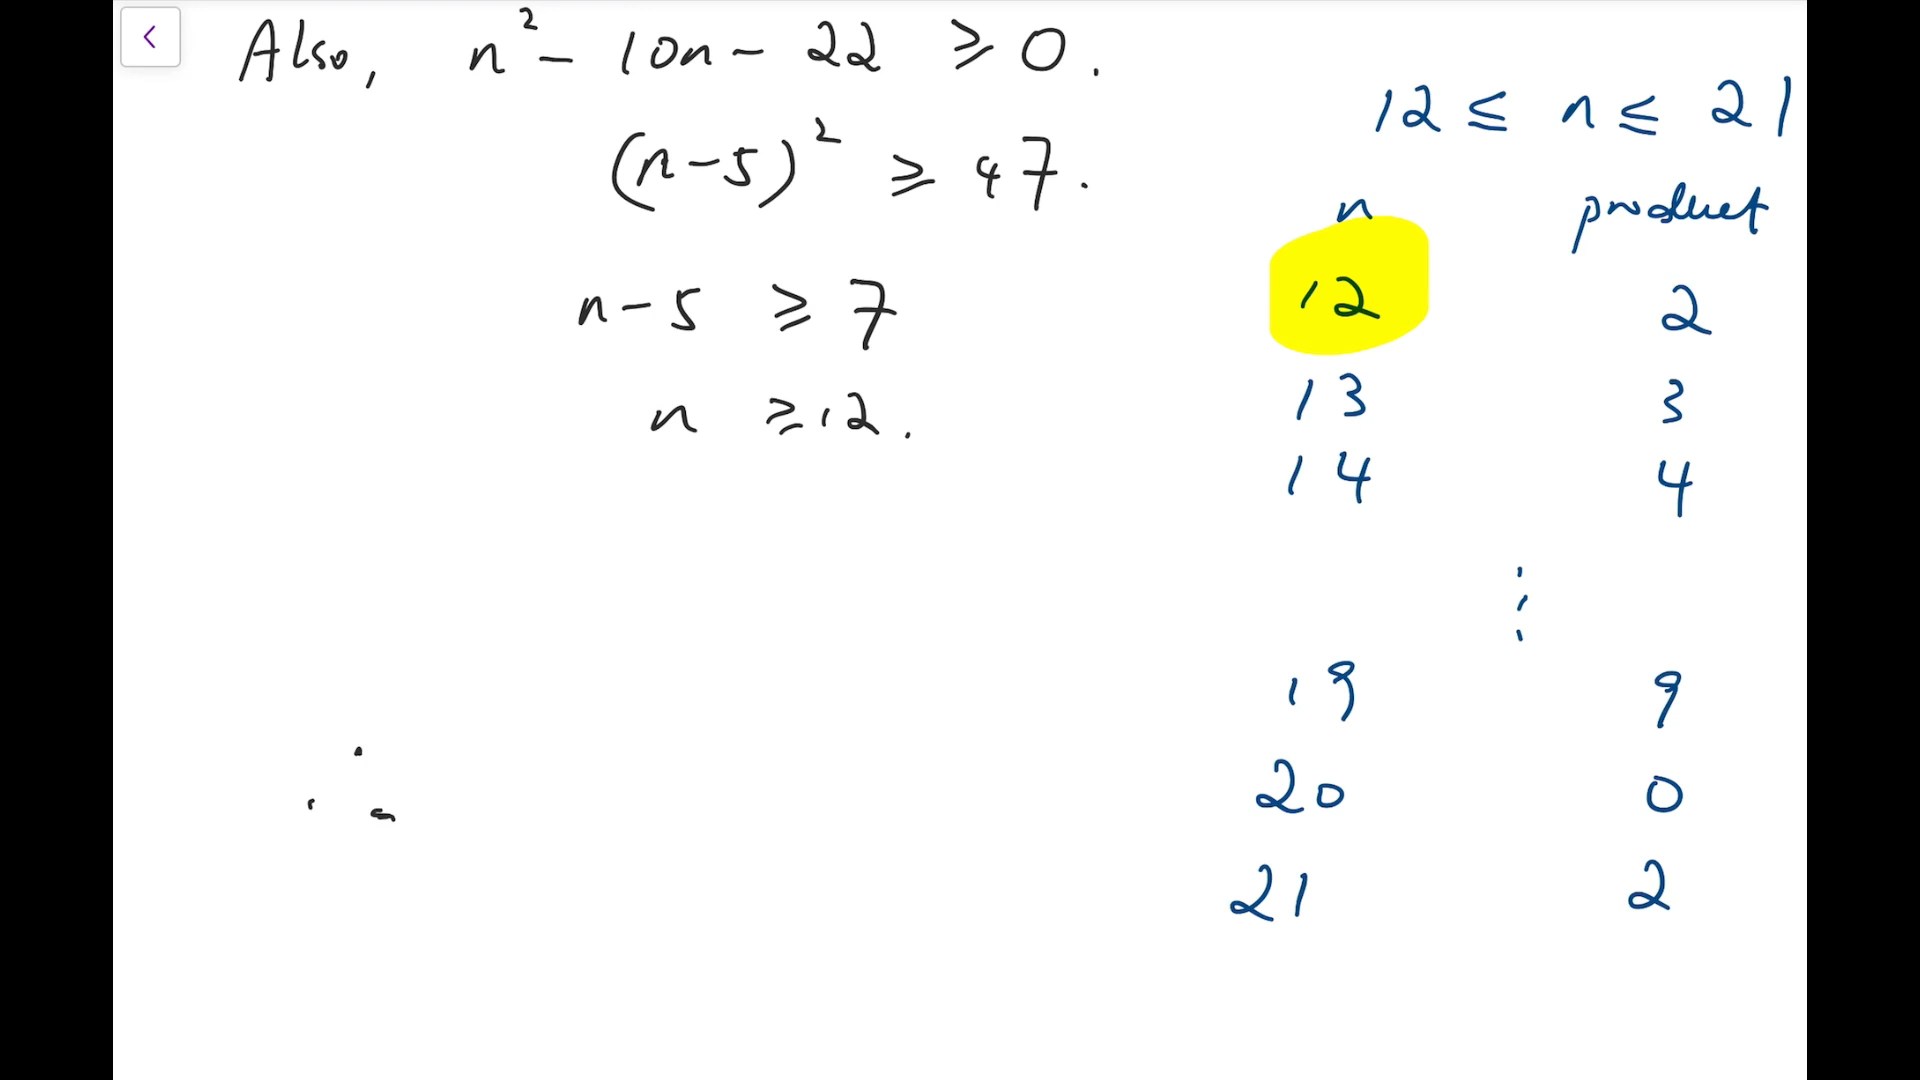 Also, n² - 10n - 22 ≥ 0.
(n-5)² ≥ 47.
n - 5 ≥ 7
n ≥ 12.
∴
12 ≤ n ≤ 21
n product
12 2
13 3
14 4
⋮
19 9
20 0
21 2